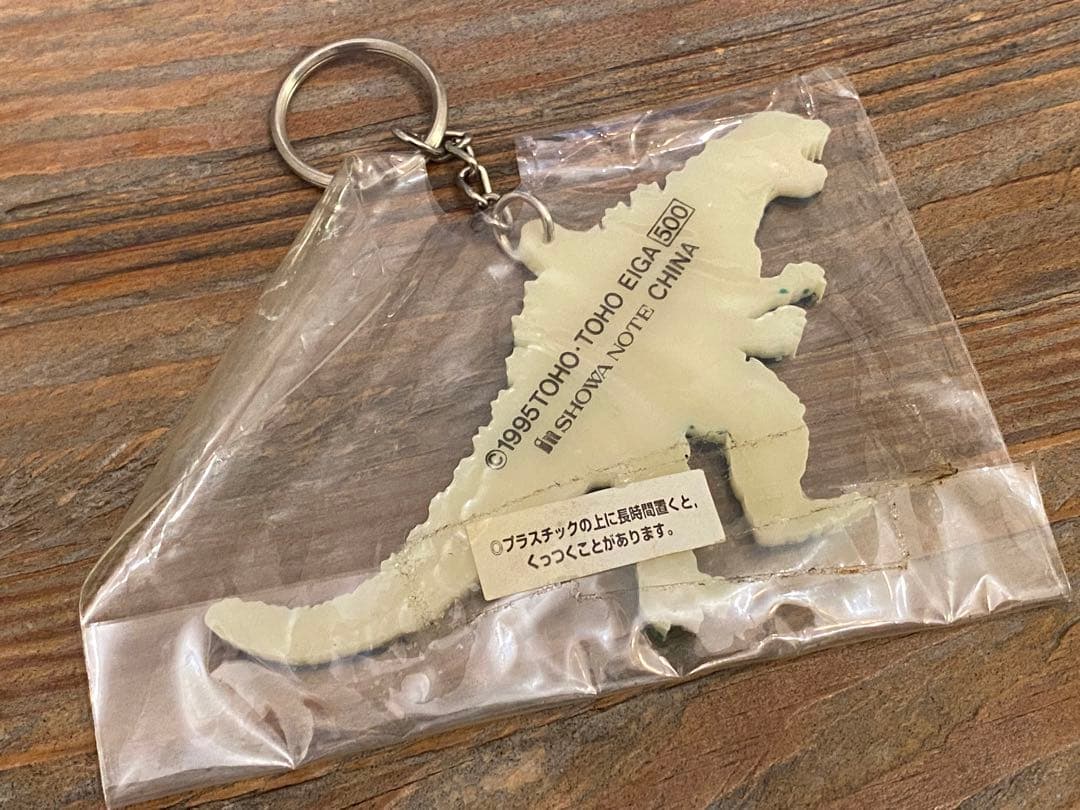 ©1995TOHO·TOHO EIGA 500
SHOWA NOTE CHINA
◎プラスチックの上に長時間置くと、
くっつくことがあります。